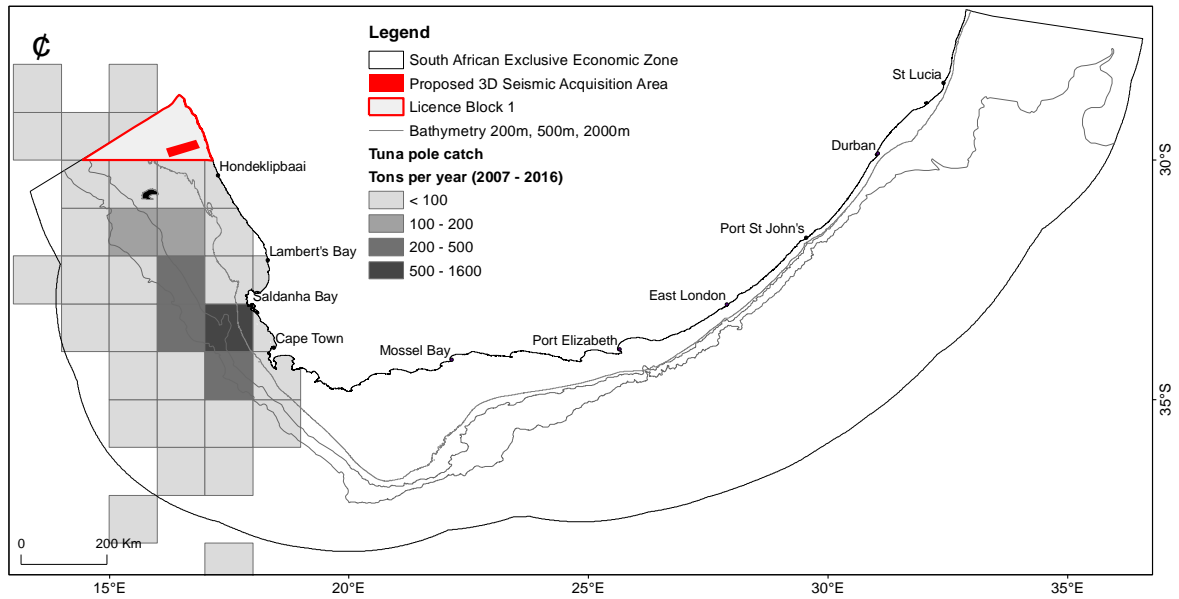 ₵
Legend
South African Exclusive Economic Zone
Proposed 3D Seismic Acquisition Area
Licence Block 1
Bathymetry 200m, 500m, 2000m
Tuna pole catch
Tons per year (2007 - 2016)
< 100
100 - 200
200 - 500
500 - 1600
St Lucia
Durban
Port St John's
East London
Port Elizabeth
Mossel Bay
Hondeklipbaai
Lambert's Bay
Saldanha Bay
Cape Town
30°S
35°S
0 200 Km
15°E 20°E 25°E 30°E 35°E